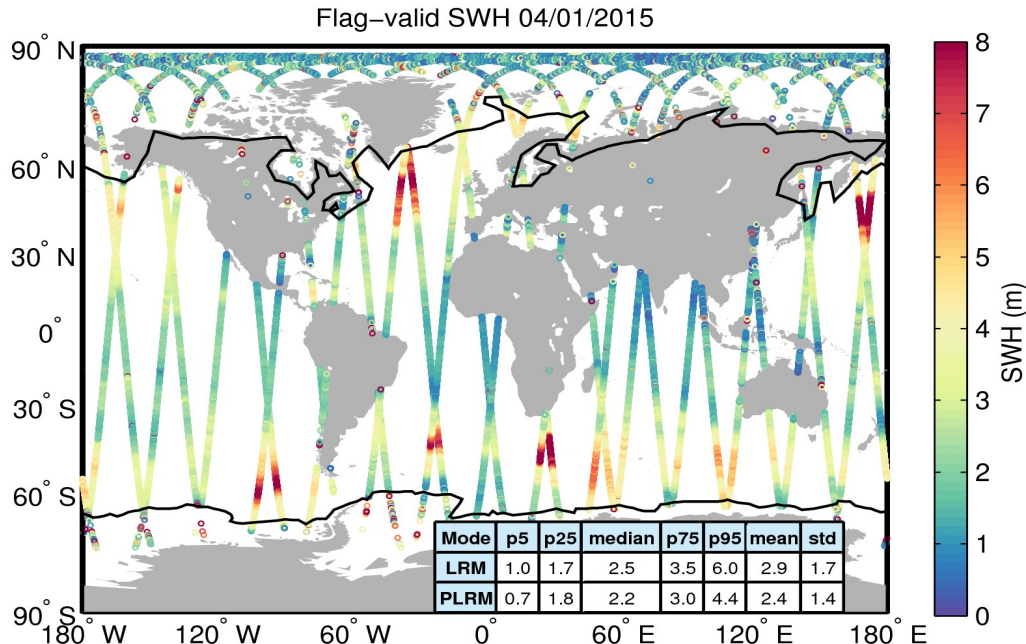 Flag−valid SWH 04/01/2015
90° N
60° N
30° N
0°
30° S
60° S
90° S
180° W
120° W
60° W
0°
60° E
120° E
180° E
8
7
6
5
4
3
2
1
0
SWH (m)
Mode p5 p25 median p75 p95 mean std
LRM 1.0 1.7 2.5 3.5 6.0 2.9 1.7
PLRM 0.7 1.8 2.2 3.0 4.4 2.4 1.4